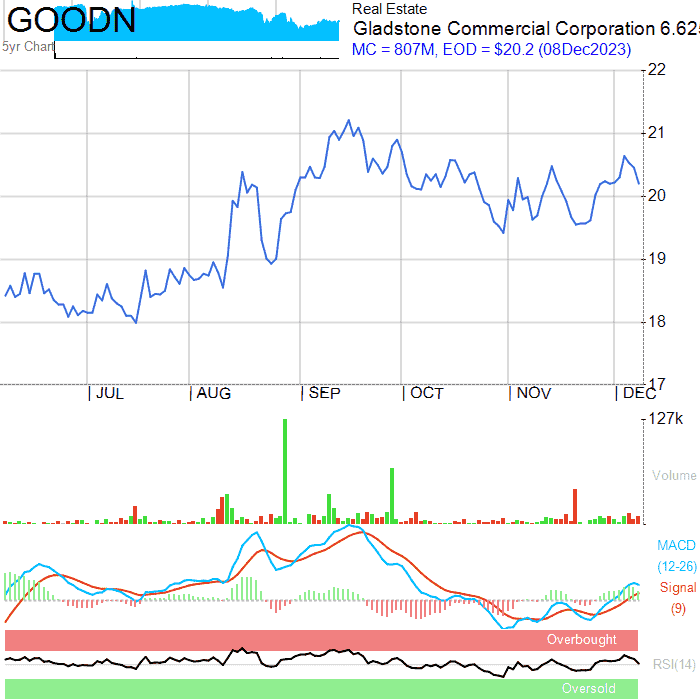 GOODN
5yr Chart
Real Estate
Gladstone Commercial Corporation 6.62
MC = 807M, EOD = $20.2 (08Dec2023)
22
21
20
19
18
17
JUL AUG SEP OCT NOV DEC
127k
Volume
MACD
(12-26)
Signal
(9)
Overbought
RSI(14)
Oversold